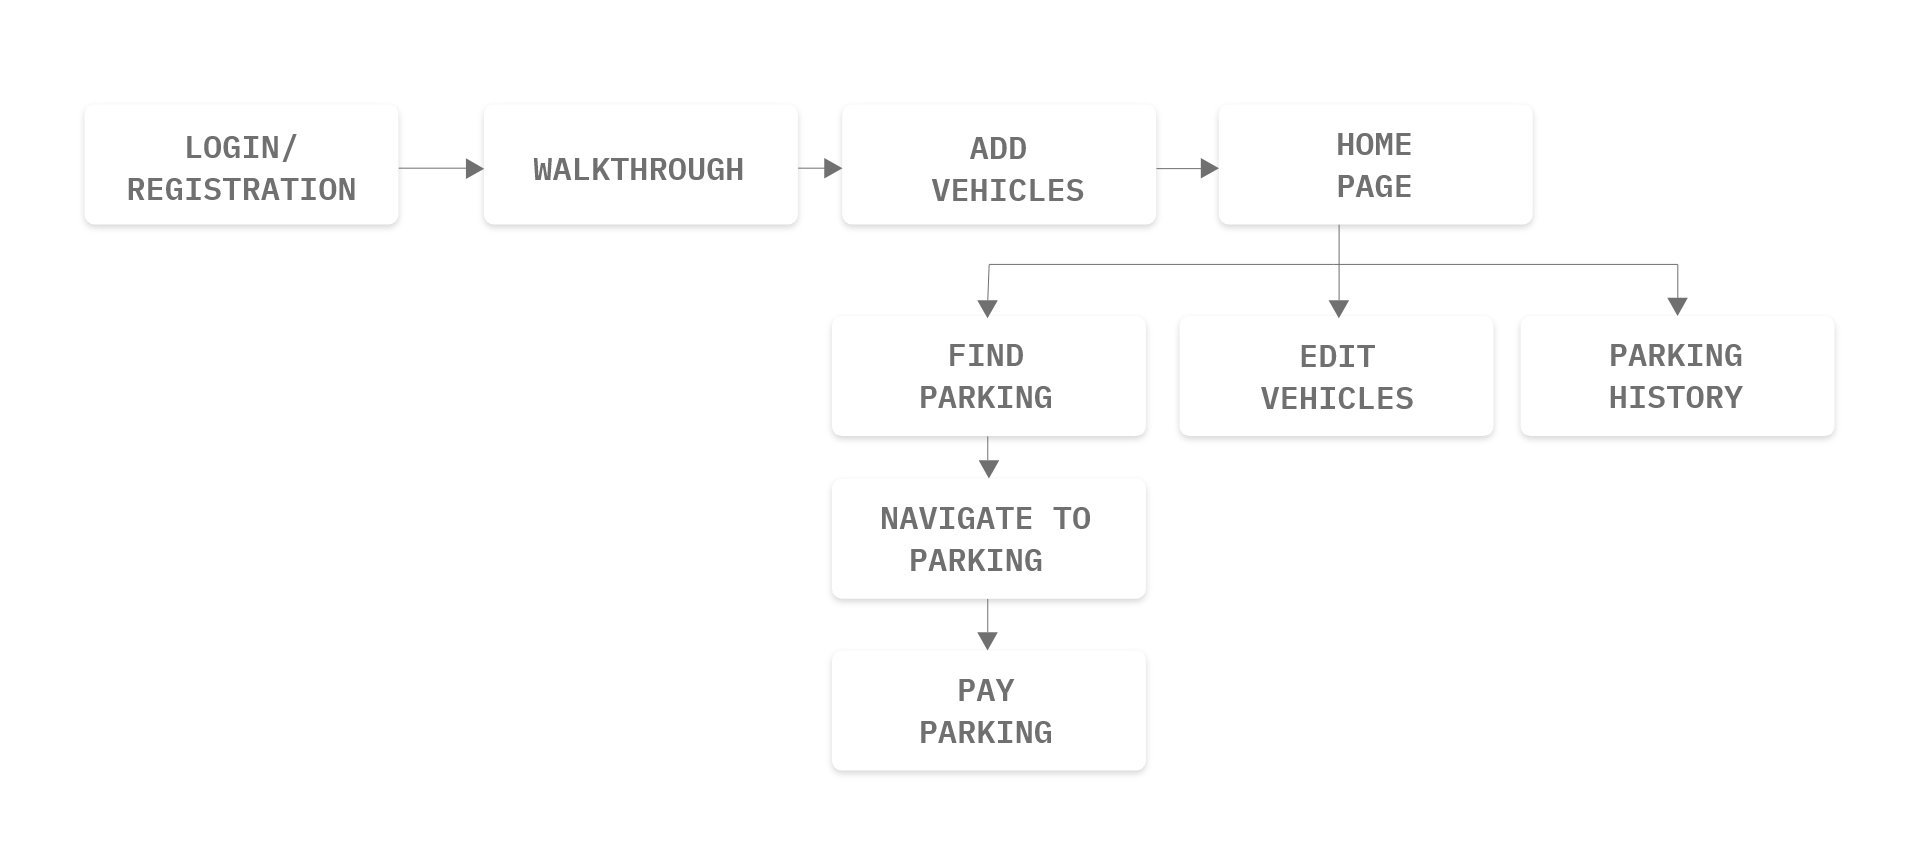 LOGIN/
REGISTRATION
WALKTHROUGH
ADD
VEHICLES
HOME
PAGE
FIND
PARKING
EDIT
VEHICLES
PARKING
HISTORY
NAVIGATE TO
PARKING
PAY
PARKING